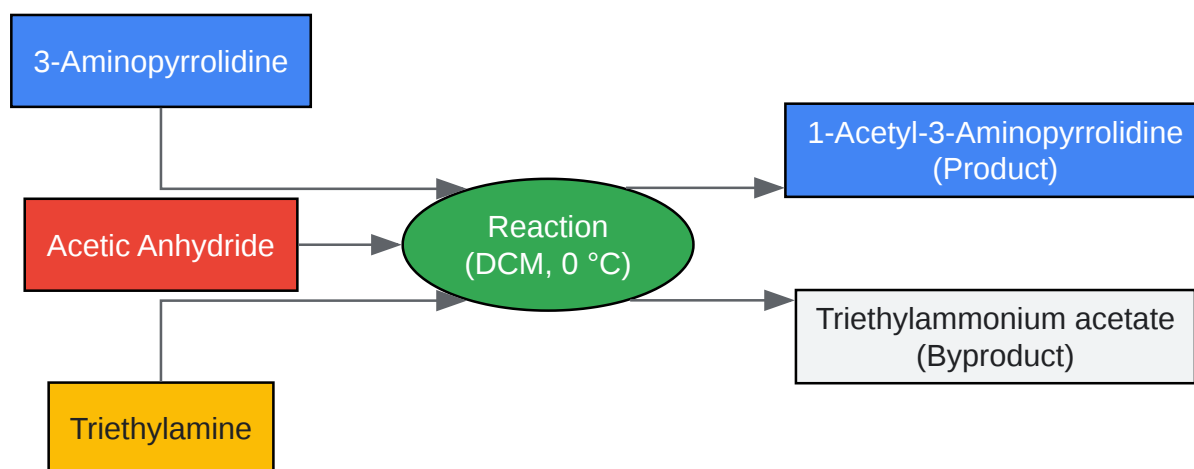 3-Aminopyrrolidine
Acetic Anhydride
Triethylamine
Reaction
(DCM, 0 °C)
1-Acetyl-3-Aminopyrrolidine
(Product)
Triethylammonium acetate
(Byproduct)